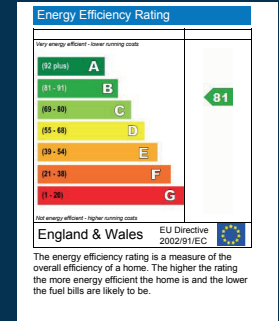 Energy Efficiency Rating
Very energy efficient - lower running costs
(92 plus) A
(81 - 91) B
81
(69 - 80) C
(55 - 68) D
(39 - 54) E
(21 - 38) F
(1 - 20) G
Not energy efficient - higher running costs
England & Wales
EU Directive
2002/91/EC
The energy efficiency rating is a measure of the
overall efficiency of a home. The higher the rating
the more energy efficient the home is and the lower
the fuel bills are likely to be.